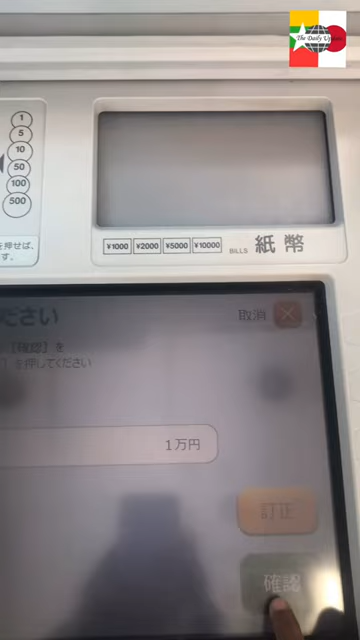 The Daily
1
5
10
50
100
500
を押せば、
す。
¥1000 ¥2000 ¥5000 ¥10000
BILLS 紙幣
ださい
取消
［確認］を
］を押してください
1万円
訂正
確認